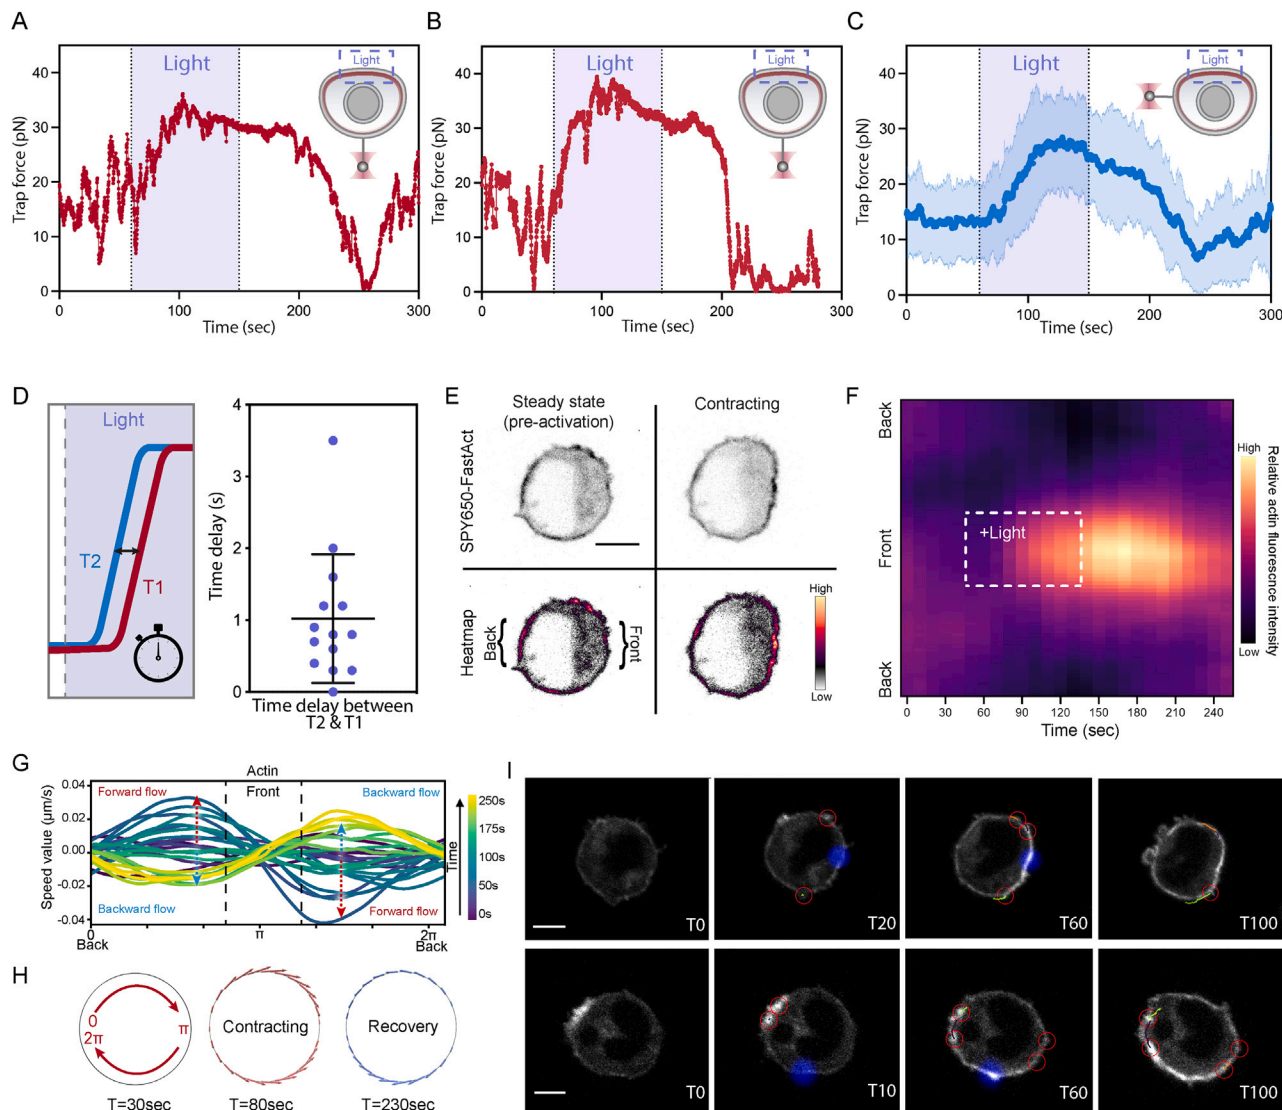 A
Trap force (pN)
40
30
20
10
0
Light
Light
0
100
200
300
Time (sec)
B
Trap force (pN)
40
30
20
10
0
Light
Light
0
100
200
300
Time (sec)
C
Trap force (pN)
40
30
20
10
0
Light
Light
0
100
200
300
Time (sec)
D
Light
T2
T1
Time delay (s)
4
3
2
1
0
Time delay between
T2 & T1
E
Steady state
(pre-activation)
Contracting
SPY650-FastAct
Heatmap
Back
Front
High
Low
F
Back
Front
Back
+Light
0
30
60
90
120
150
180
210
240
Time (sec)
High
Low
Relative actin fluorescence intensity
G
Actin
Front
Forward flow
Backward flow
Backward flow
Forward flow
Speed value (μm/s)
0.04
0.02
0.00
-0.02
-0.04
0
Back
π
2π
Back
Time
250s
175s
100s
50s
0s
H
0
2π
π
T=30sec
Contracting
T=80sec
Recovery
T=230sec
I
T0
T20
T60
T100
T0
T10
T60
T100